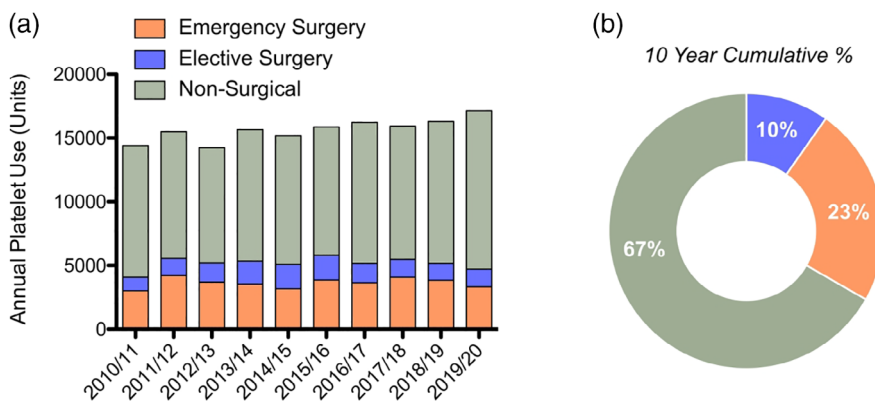 (a)
Emergency Surgery
Elective Surgery
Non-Surgical
Annual Platelet Use (Units)
20000
15000
10000
5000
0
2010/11
2011/12
2012/13
2013/14
2014/15
2015/16
2016/17
2017/18
2018/19
2019/20
(b)
10 Year Cumulative %
10%
23%
67%